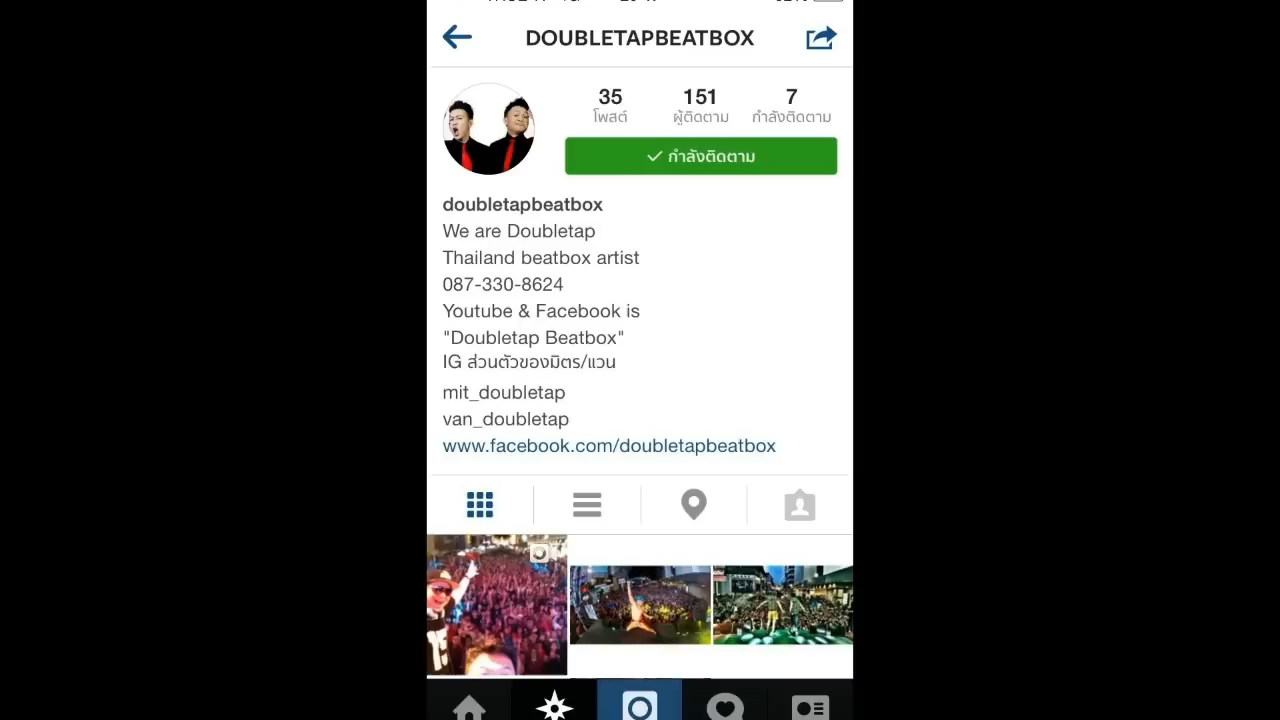 DOUBLETAPBEATBOX
35 151 7
โพสต์ ผู้ติดตาม กำลังติดตาม
กำลังติดตาม
doubletapbeatbox
We are Doubletap
Thailand beatbox artist
087-330-8624
Youtube & Facebook is
"Doubletap Beatbox"
IG ส่วนตัวของมิตร/แวน
mit_doubletap
van_doubletap
www.facebook.com/doubletapbeatbox
15